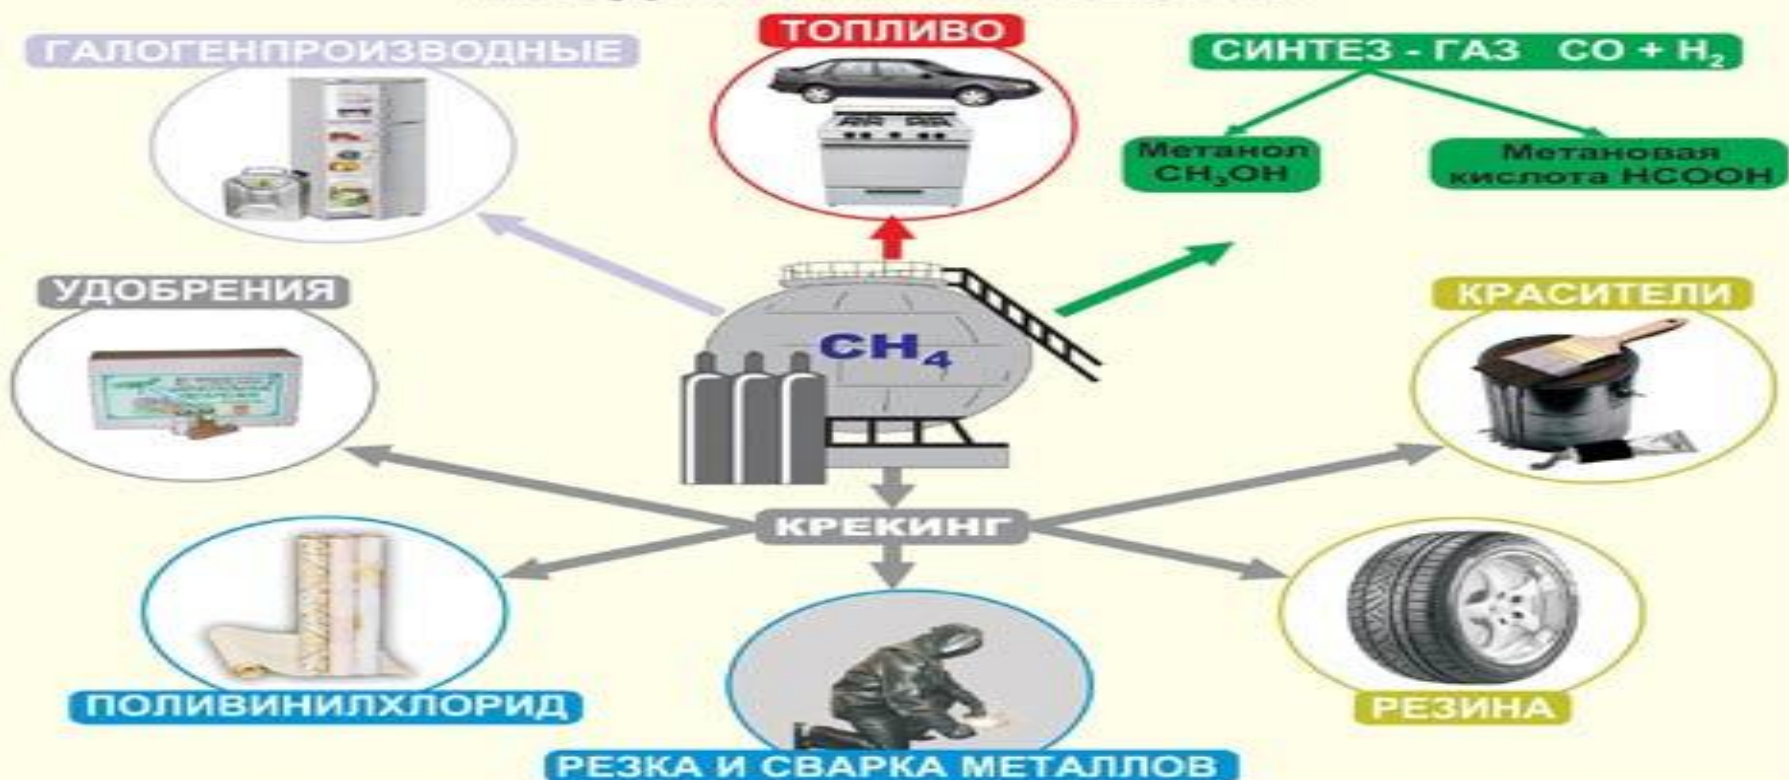 ГАЛОГЕНПРОИЗВОДНЫЕ
ТОПЛИВО
СИНТЕЗ - ГАЗ CO + H₂
Метанол
CH₃OH
Метановая
кислота HCOOH
УДОБРЕНИЯ
CH₄
КРАСИТЕЛИ
КРЕКИНГ
ПОЛИВИНИЛХЛОРИД
РЕЗИНА
РЕЗКА И СВАРКА МЕТАЛЛОВ